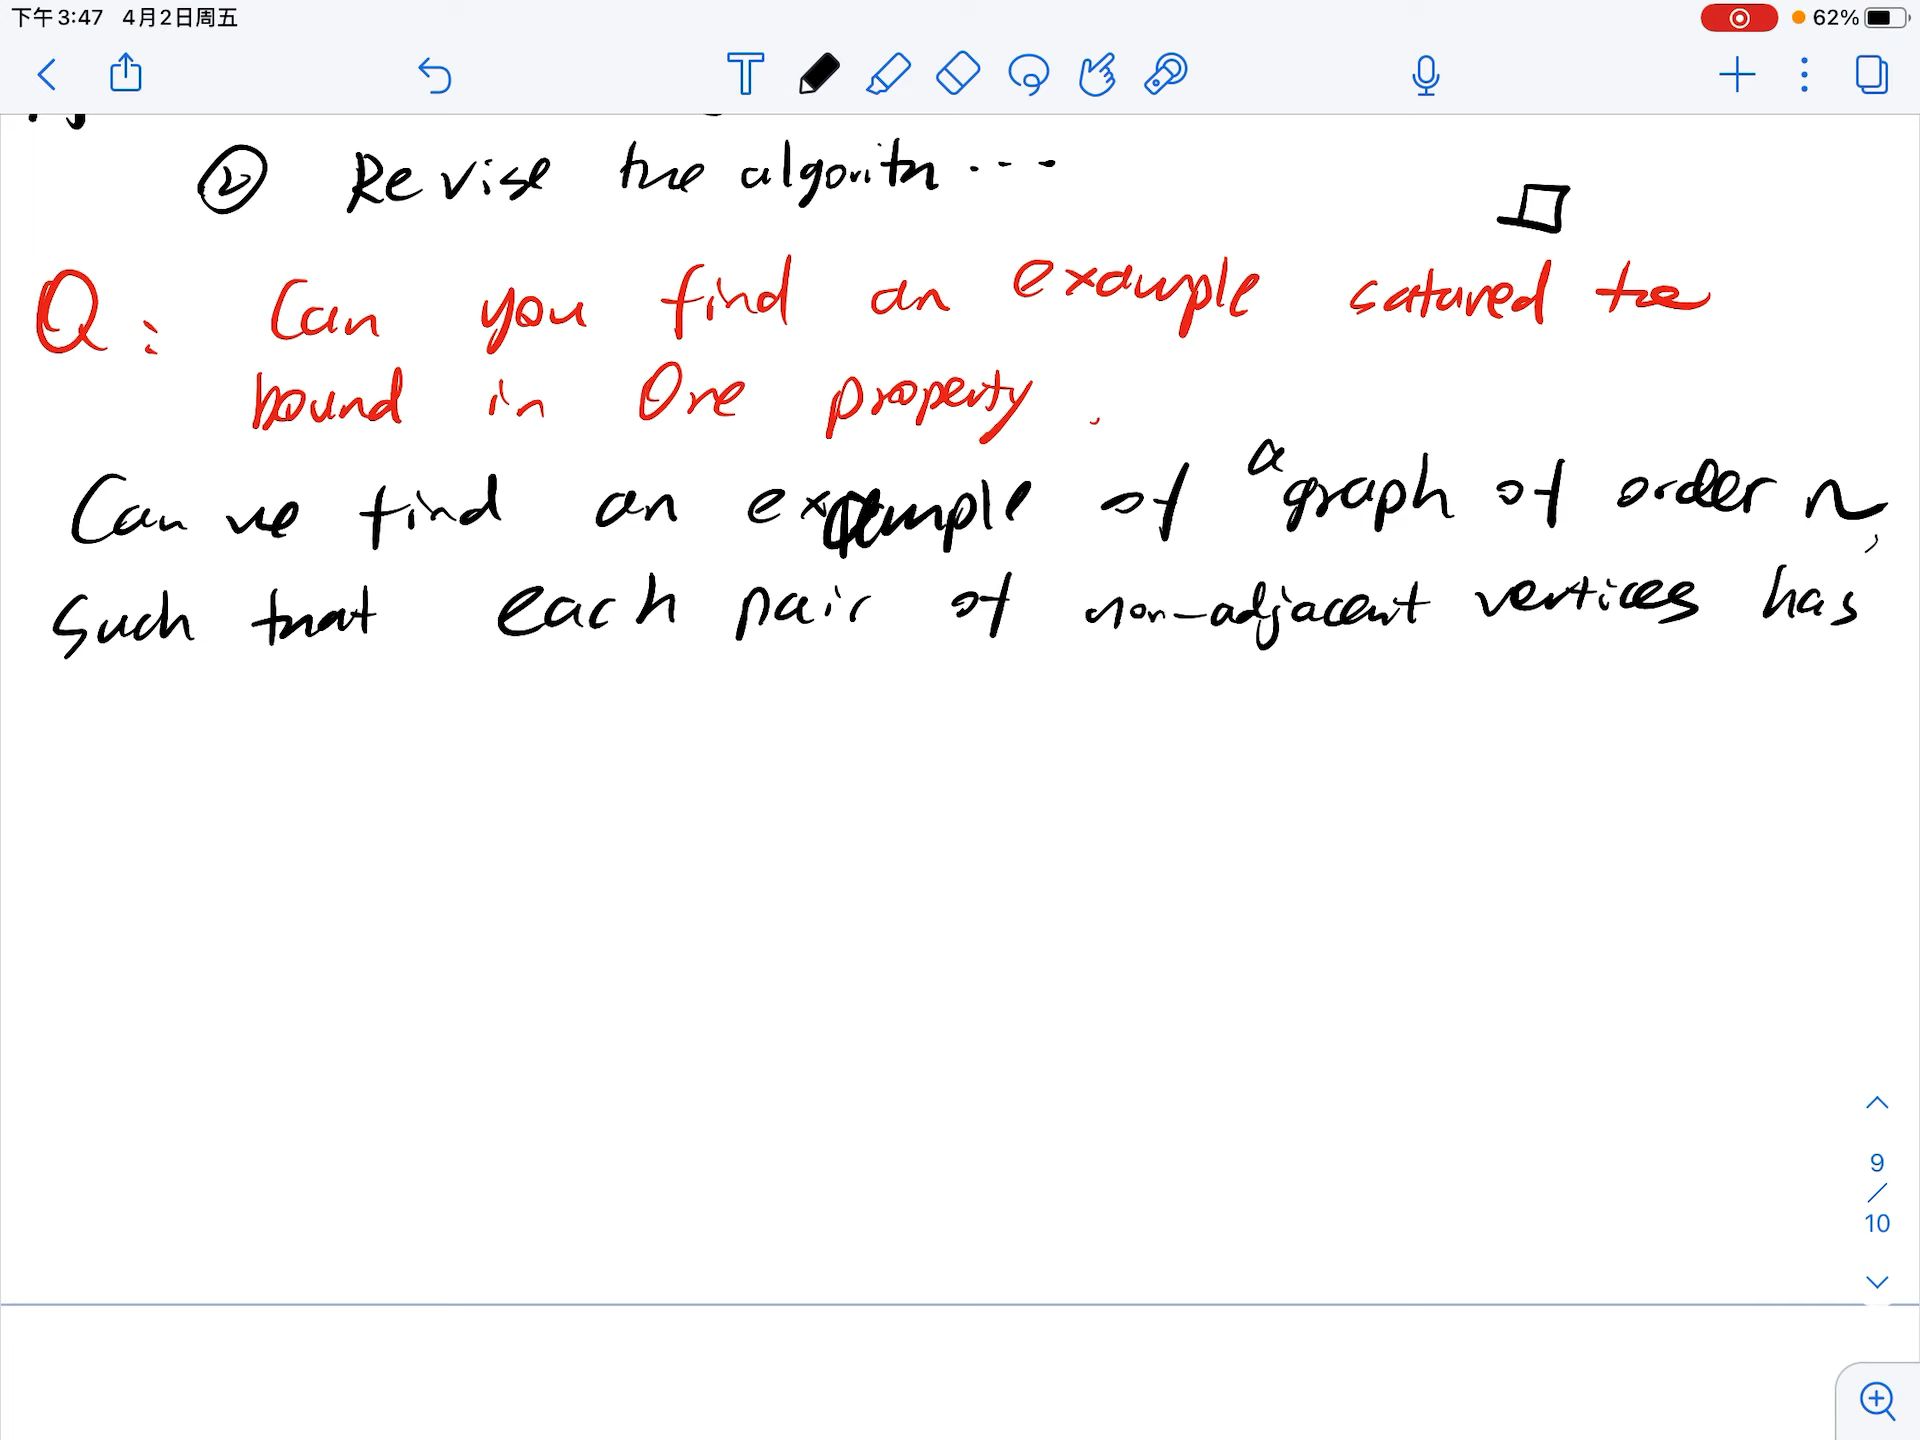 下午3:47 4月2日周五
62%
T
② Revise the algorith ...
Q: Can you find an example satured the
bound in Ore property.
Can we find an example of a graph of order n,
Such that each pair of non-adjacent vertices has
9
/
10